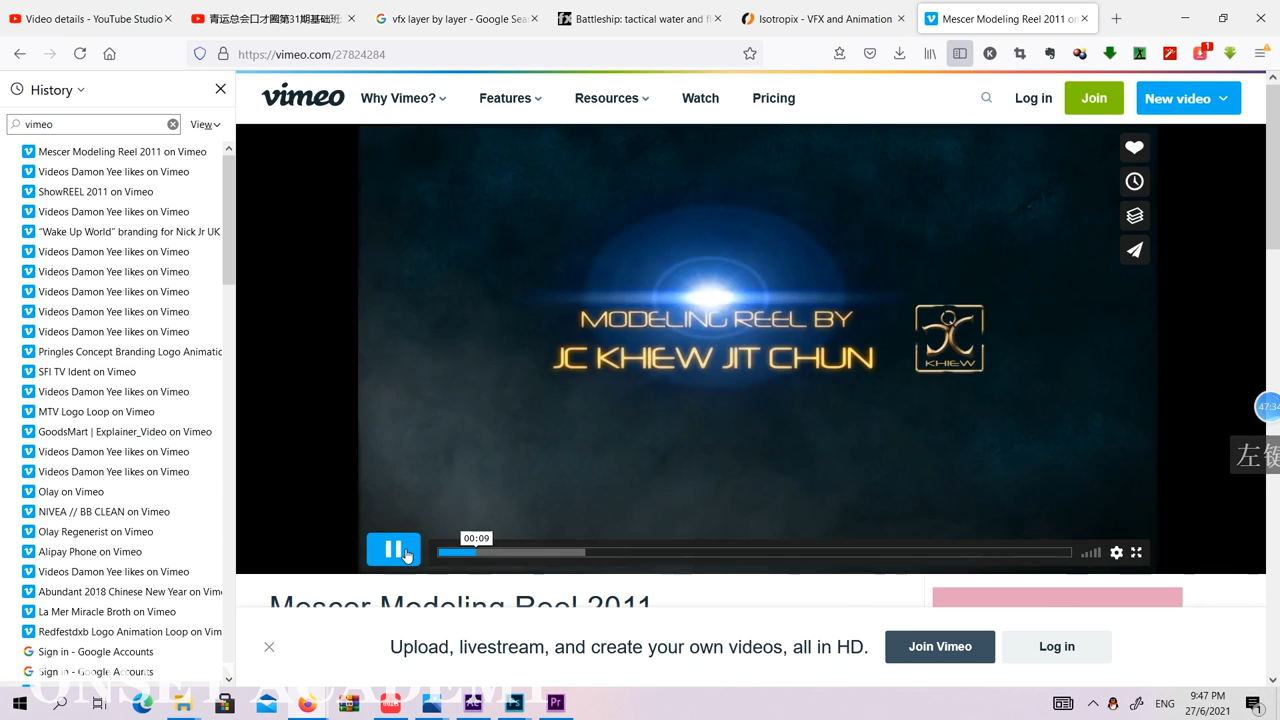 Video details - YouTube Studio
青运总会口才圈第31期基础班
vfx layer by layer - Google Sea
Battleship: tactical water and f
Isotropix - VFX and Animation
Mescer Modeling Reel 2011 on
https://vimeo.com/27824284
1
History
vimeo
View
Mescer Modeling Reel 2011 on Vimeo
Videos Damon Yee likes on Vimeo
ShowREEL 2011 on Vimeo
Videos Damon Yee likes on Vimeo
“Wake Up World” branding for Nick Jr UK
Videos Damon Yee likes on Vimeo
Videos Damon Yee likes on Vimeo
Videos Damon Yee likes on Vimeo
Videos Damon Yee likes on Vimeo
Videos Damon Yee likes on Vimeo
Pringles Concept Branding Logo Animatic
SFI TV Ident on Vimeo
Videos Damon Yee likes on Vimeo
MTV Logo Loop on Vimeo
GoodsMart | Explainer_Video on Vimeo
Videos Damon Yee likes on Vimeo
Videos Damon Yee likes on Vimeo
Olay on Vimeo
NIVEA // BB CLEAN on Vimeo
Olay Regenerist on Vimeo
Alipay Phone on Vimeo
Videos Damon Yee likes on Vimeo
Abundant 2018 Chinese New Year on Vim
La Mer Miracle Broth on Vimeo
Redfestdxb Logo Animation Loop on Vim
Sign in - Google Accounts
Sign in - Google Accounts
vimeo
Why Vimeo?
Features
Resources
Watch
Pricing
Log in
Join
New video
MODELING REEL BY
JC KHIEW JIT CHUN
JC
KHIEW
00:09
47:34
左键
Mescer Modeling Reel 2011
Upload, livestream, and create your own videos, all in HD.
Join Vimeo
Log in
Ae
Ps
Pr
ENG
9:47 PM
27/6/2021
1